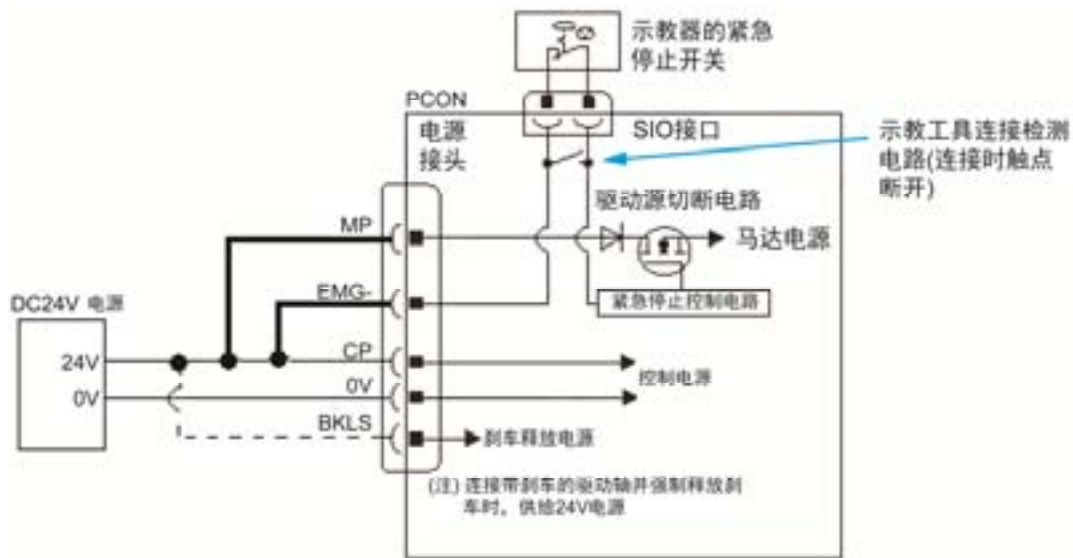 示教器的紧急
停止开关
PCON
电源
接头
SIO接口
示教工具连接检测
电路(连接时触点
断开)
驱动源切断电路
MP
马达电源
EMG-
紧急停止控制电路
DC24V 电源
24V
CP
控制电源
0V
0V
BKLS
刹车释放电源
(注) 连接带刹车的驱动轴并强制释放刹
车时，供给24V电源